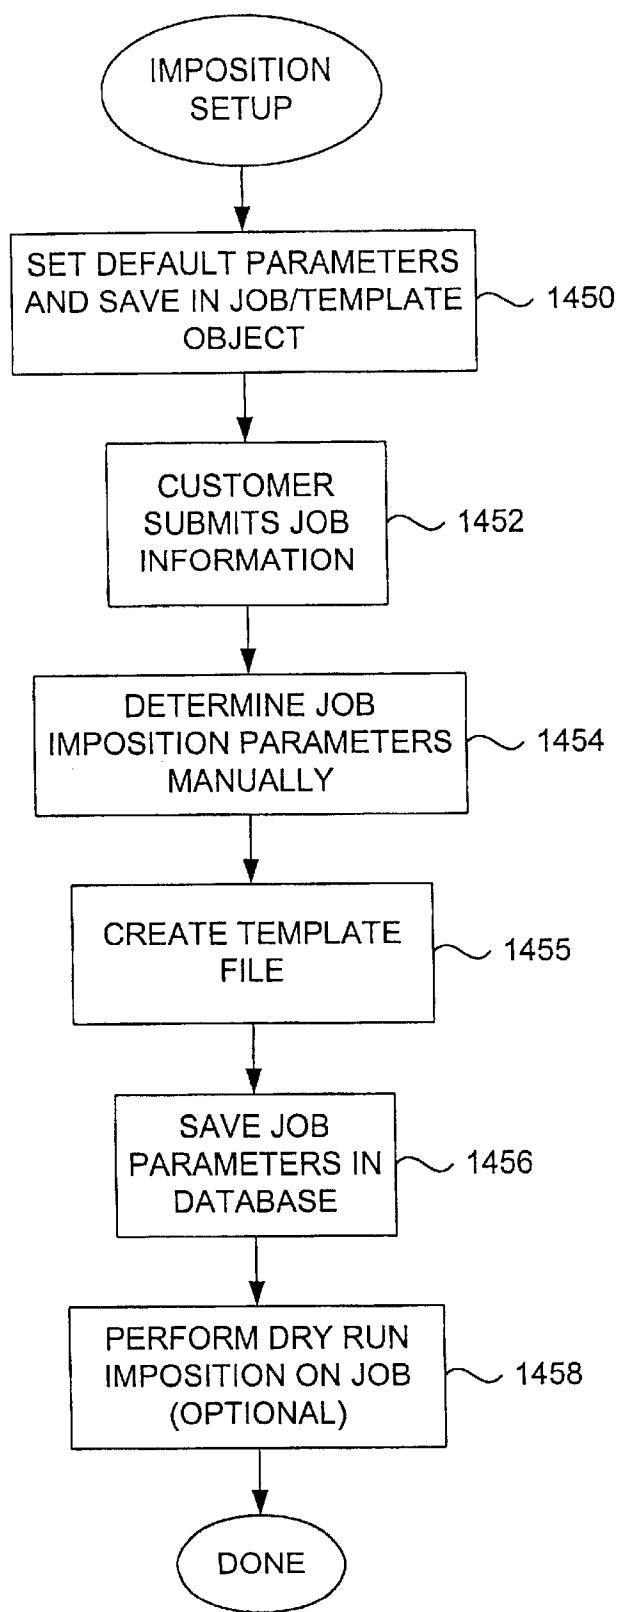 IMPOSITION
SETUP
SET DEFAULT PARAMETERS
AND SAVE IN JOB/TEMPLATE
OBJECT
1450
CUSTOMER
SUBMITS JOB
INFORMATION
1452
DETERMINE JOB
IMPOSITION PARAMETERS
MANUALLY
1454
CREATE TEMPLATE
FILE
1455
SAVE JOB
PARAMETERS IN
DATABASE
1456
PERFORM DRY RUN
IMPOSITION ON JOB
(OPTIONAL)
1458
DONE